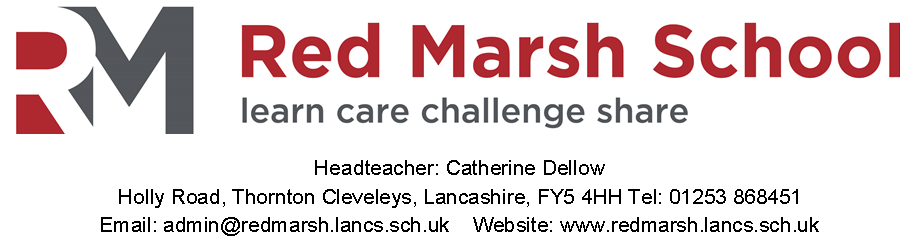 RM Red Marsh School
learn care challenge share
Headteacher: Catherine Dellow
Holly Road, Thornton Cleveleys, Lancashire, FY5 4HH Tel: 01253 868451
Email: admin@redmarsh.lancs.sch.uk Website: www.redmarsh.lancs.sch.uk